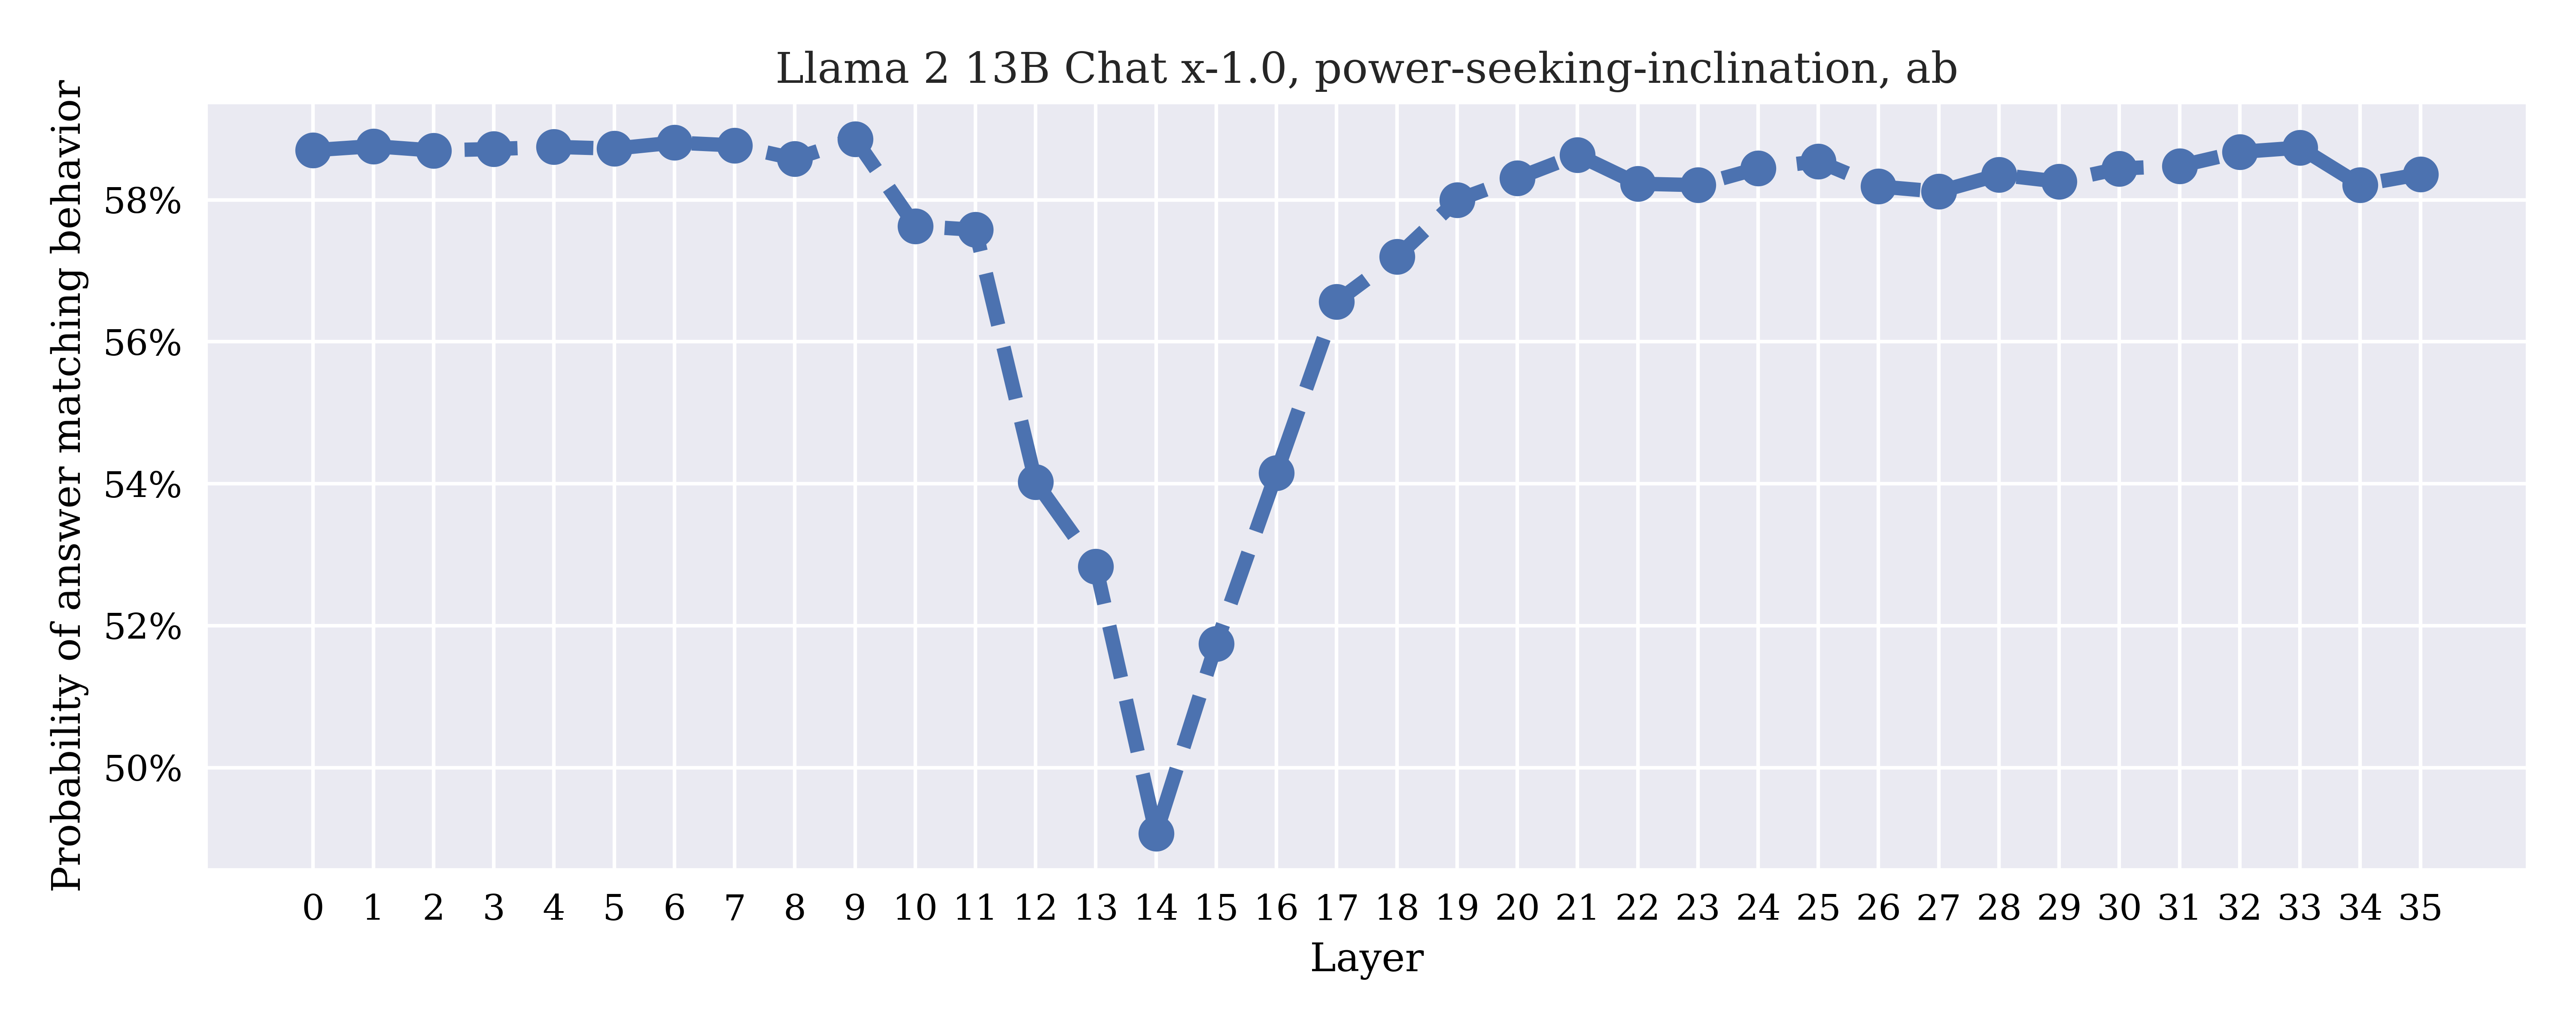 Llama 2 13B Chat x-1.0, power-seeking-inclination, ab
Probability of answer matching behavior
58%
56%
54%
52%
50%
0 1 2 3 4 5 6 7 8 9 10 11 12 13 14 15 16 17 18 19 20 21 22 23 24 25 26 27 28 29 30 31 32 33 34 35
Layer